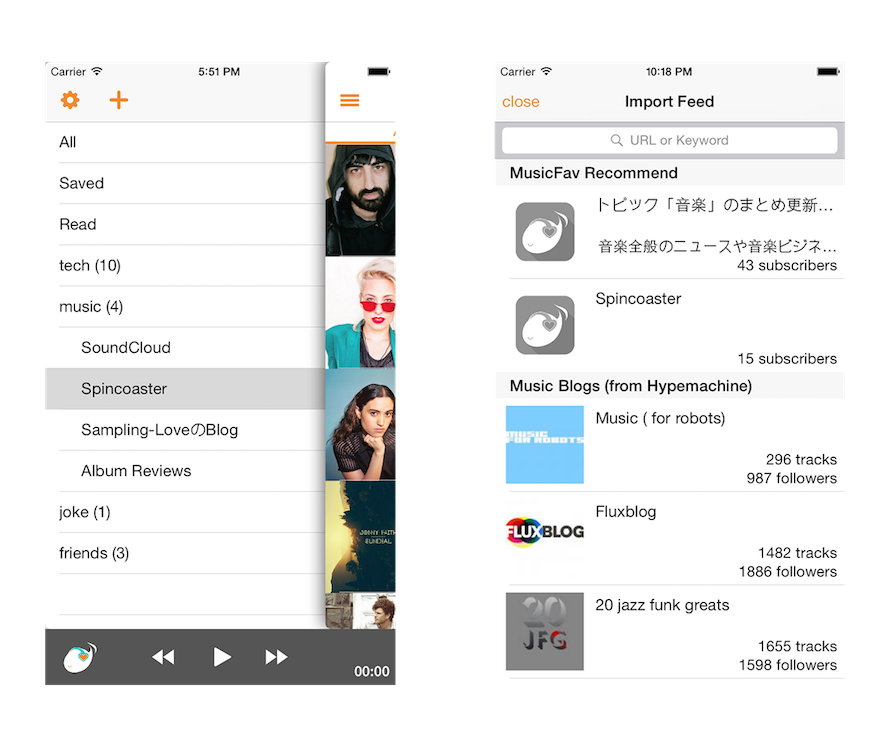 Carrier 5:51 PM
All
Saved
Read
tech (10)
music (4)
SoundCloud
Spincoaster
Sampling-LoveのBlog
Album Reviews
joke (1)
friends (3)
JONY FAITH
SUNDIAL
00:00
Carrier 10:18 PM
close Import Feed
URL or Keyword
MusicFav Recommend
トピック「音楽」のまとめ更新…
音楽全般のニュースや音楽ビジネ…
43 subscribers
Spincoaster
15 subscribers
Music Blogs (from Hypemachine)
MUSIC
FOR ROBOTS
Music ( for robots)
296 tracks
987 followers
FLUXBLOG
Fluxblog
1482 tracks
1886 followers
20
JFG
20 jazz funk greats
1655 tracks
1598 followers